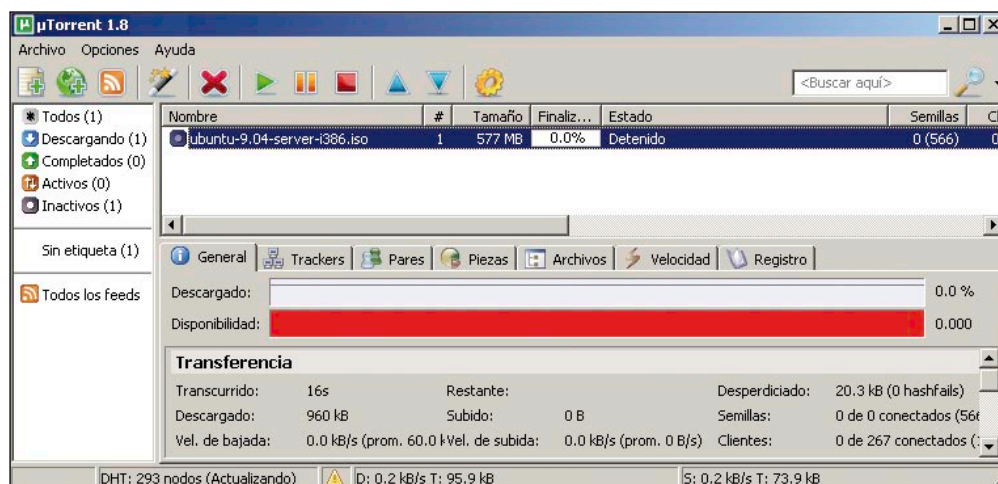 µTorrent 1.8
Archivo Opciones Ayuda
<Buscar aquí>
Todos (1)
Descargando (1)
Completados (0)
Activos (0)
Inactivos (1)
Sin etiqueta (1)
Todos los feeds
Nombre # Tamaño Finaliz... Estado Semillas
ubuntu-9.04-server-i386.iso 1 577 MB 0.0% Detenido 0 (566)
General Trackers Pares Piezas Archivos Velocidad Registro
Descargado: 0.0 %
Disponibilidad: 0.000
Transferencia
Transcurrido: 16s Restante: Desperdiciado: 20.3 kB (0 hashfails)
Descargado: 960 kB Subido: 0 B Semillas: 0 de 0 conectados (566
Vel. de bajada: 0.0 kB/s (prom. 60.0 k Vel. de subida: 0.0 kB/s (prom. 0 B/s) Clientes: 0 de 267 conectados (
DHT: 293 nodos (Actualizando) D: 0.2 kB/s T: 95.9 kB S: 0.2 kB/s T: 73.9 kB